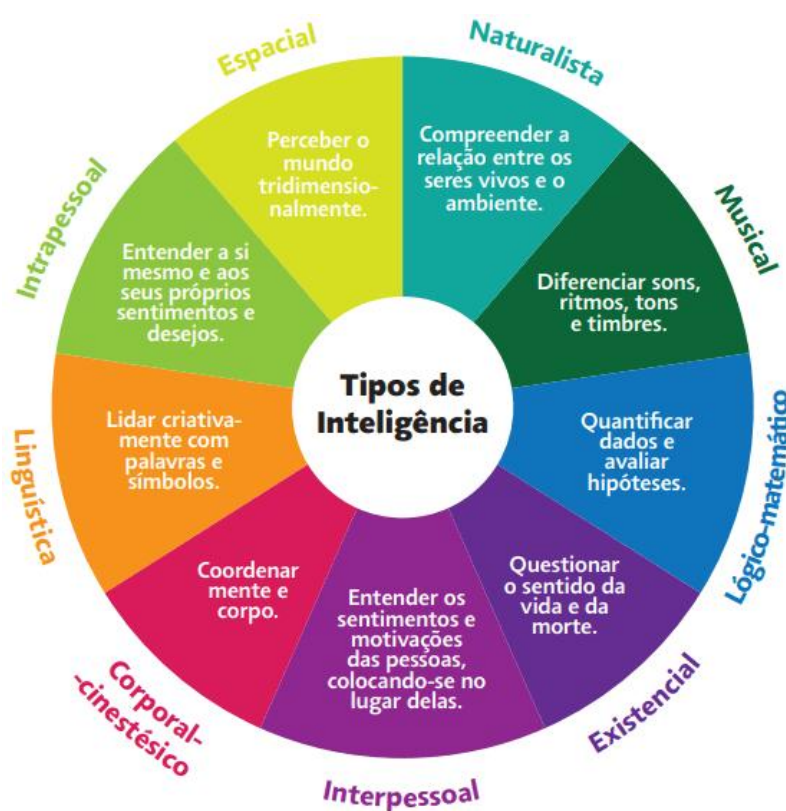 Tipos de
Inteligência
Naturalista
Compreender a
relação entre os
seres vivos e o
ambiente.
Musical
Diferenciar sons,
ritmos, tons
e timbres.
Lógico-matemático
Quantificar
dados e
avaliar
hipóteses.
Existencial
Questionar
o sentido da
vida e da
morte.
Interpessoal
Entender os
sentimentos e
motivações
das pessoas,
colocando-se no
lugar delas.
Corporal-
-cinestésico
Coordenar
mente e
corpo.
Linguística
Lidar criativa-
mente com
palavras e
símbolos.
Intrapessoal
Entender a si
mesmo e aos
seus próprios
sentimentos e
desejos.
Espacial
Perceber o
mundo
tridimensio-
nalmente.